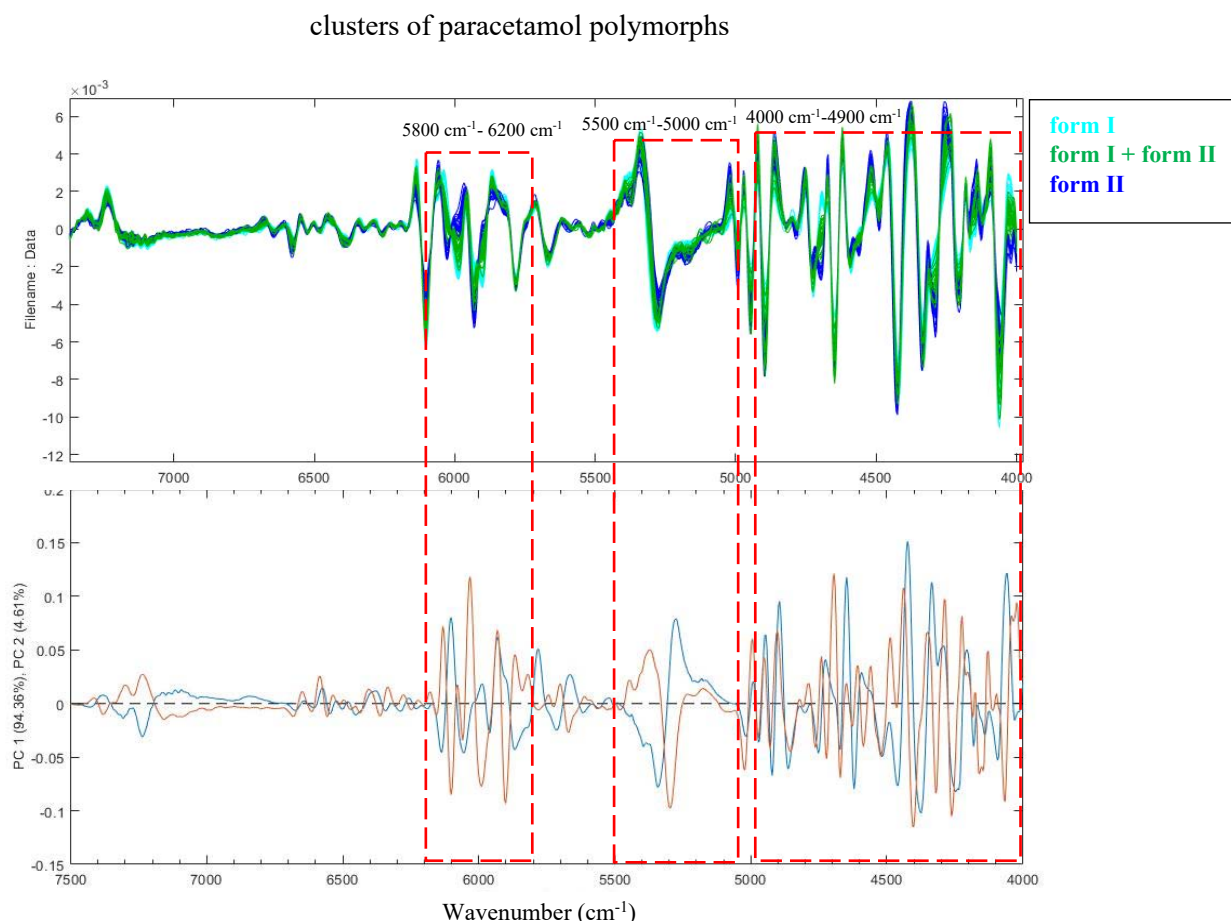 clusters of paracetamol polymorphs
× 10⁻³
6
4
2
0
-2
-4
-6
-8
-10
-12
Filename : Data
5800 cm⁻¹- 6200 cm⁻¹
5500 cm⁻¹-5000 cm⁻¹
4000 cm⁻¹-4900 cm⁻¹
form I
form I + form II
form II
7000 6500 6000 5500 5000 4500 4000
0.2
0.15
0.1
0.05
0
-0.05
-0.1
-0.15
PC 1 (94.36%), PC 2 (4.61%)
7500 7000 6500 6000 5500 5000 4500 4000
Wavenumber (cm⁻¹)